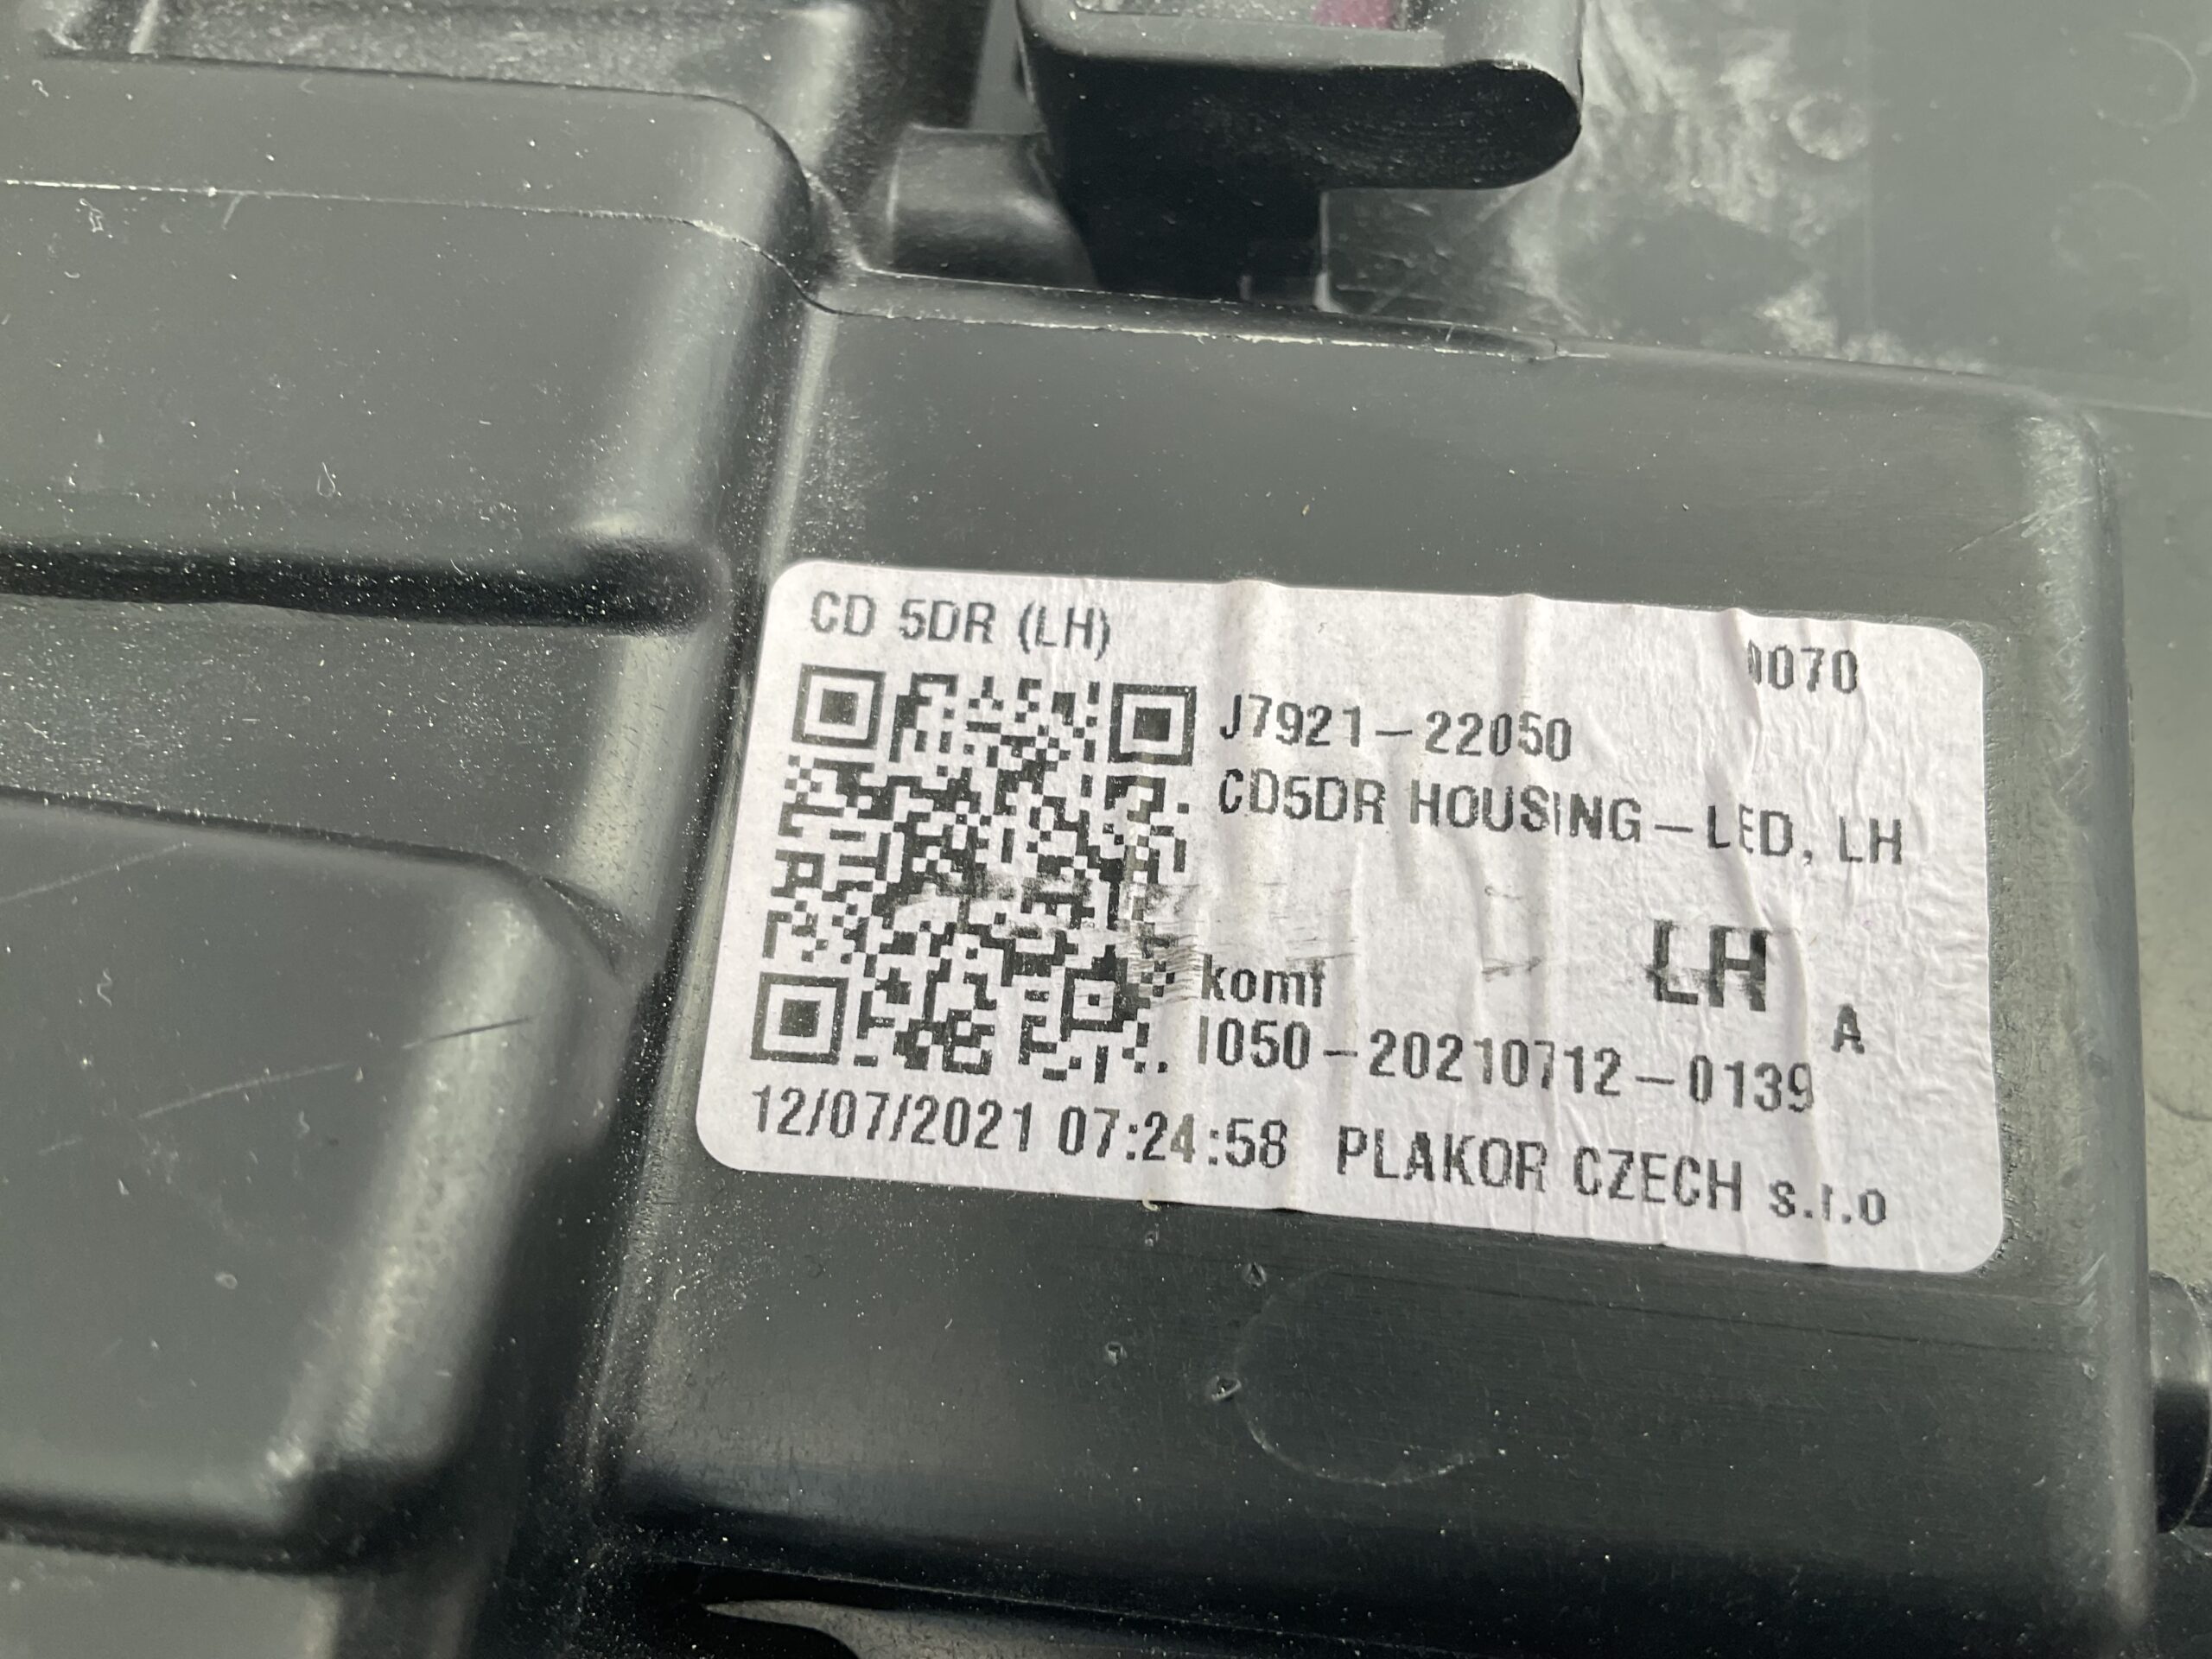 CD 5DR (LH)
0070
J7921-22050
CD5DR HOUSING-LED, LH
komf
LH
A
I050-20210712-0139
12/07/2021 07:24:58 PLAKOR CZECH s.r.o